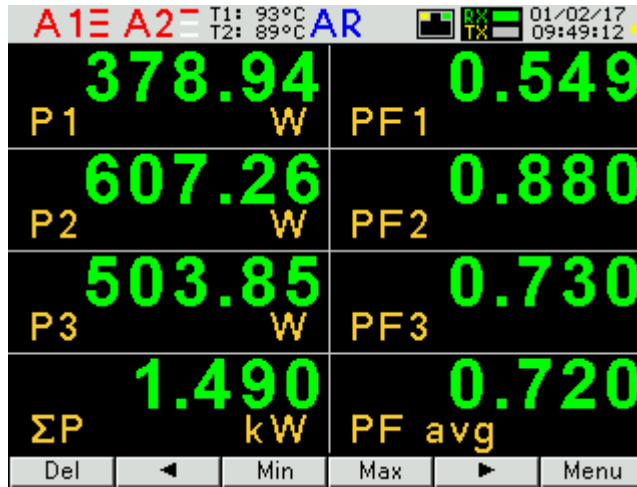 A1 A2 T1: 93°C T2: 89°C AR RX TX 01/02/17 09:49:12
378.94 0.549
P1 W PF1
607.26 0.880
P2 W PF2
503.85 0.730
P3 W PF3
1.490 0.720
ΣP kW PF avg
Del ◄ Min Max ► Menu